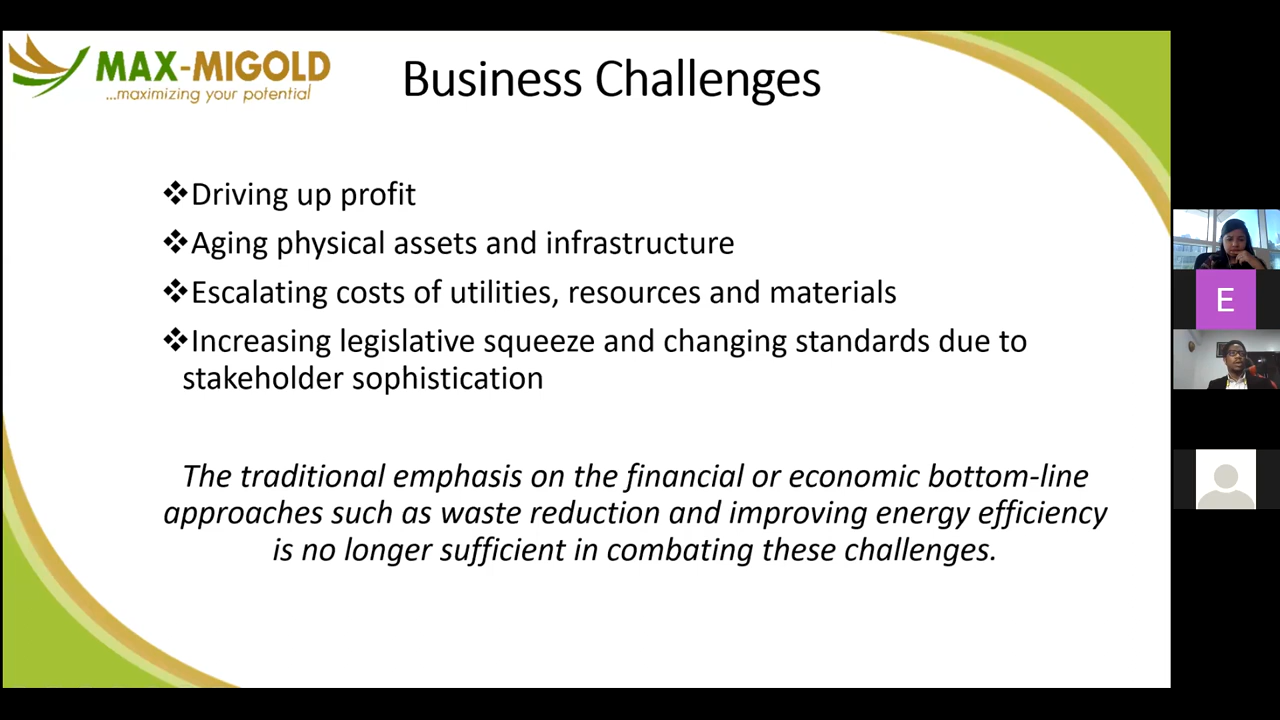 MAX-MIGOLD
...maximizing your potential
Business Challenges
❖Driving up profit
❖Aging physical assets and infrastructure
❖Escalating costs of utilities, resources and materials
❖Increasing legislative squeeze and changing standards due to
stakeholder sophistication
The traditional emphasis on the financial or economic bottom-line
approaches such as waste reduction and improving energy efficiency
is no longer sufficient in combating these challenges.
E